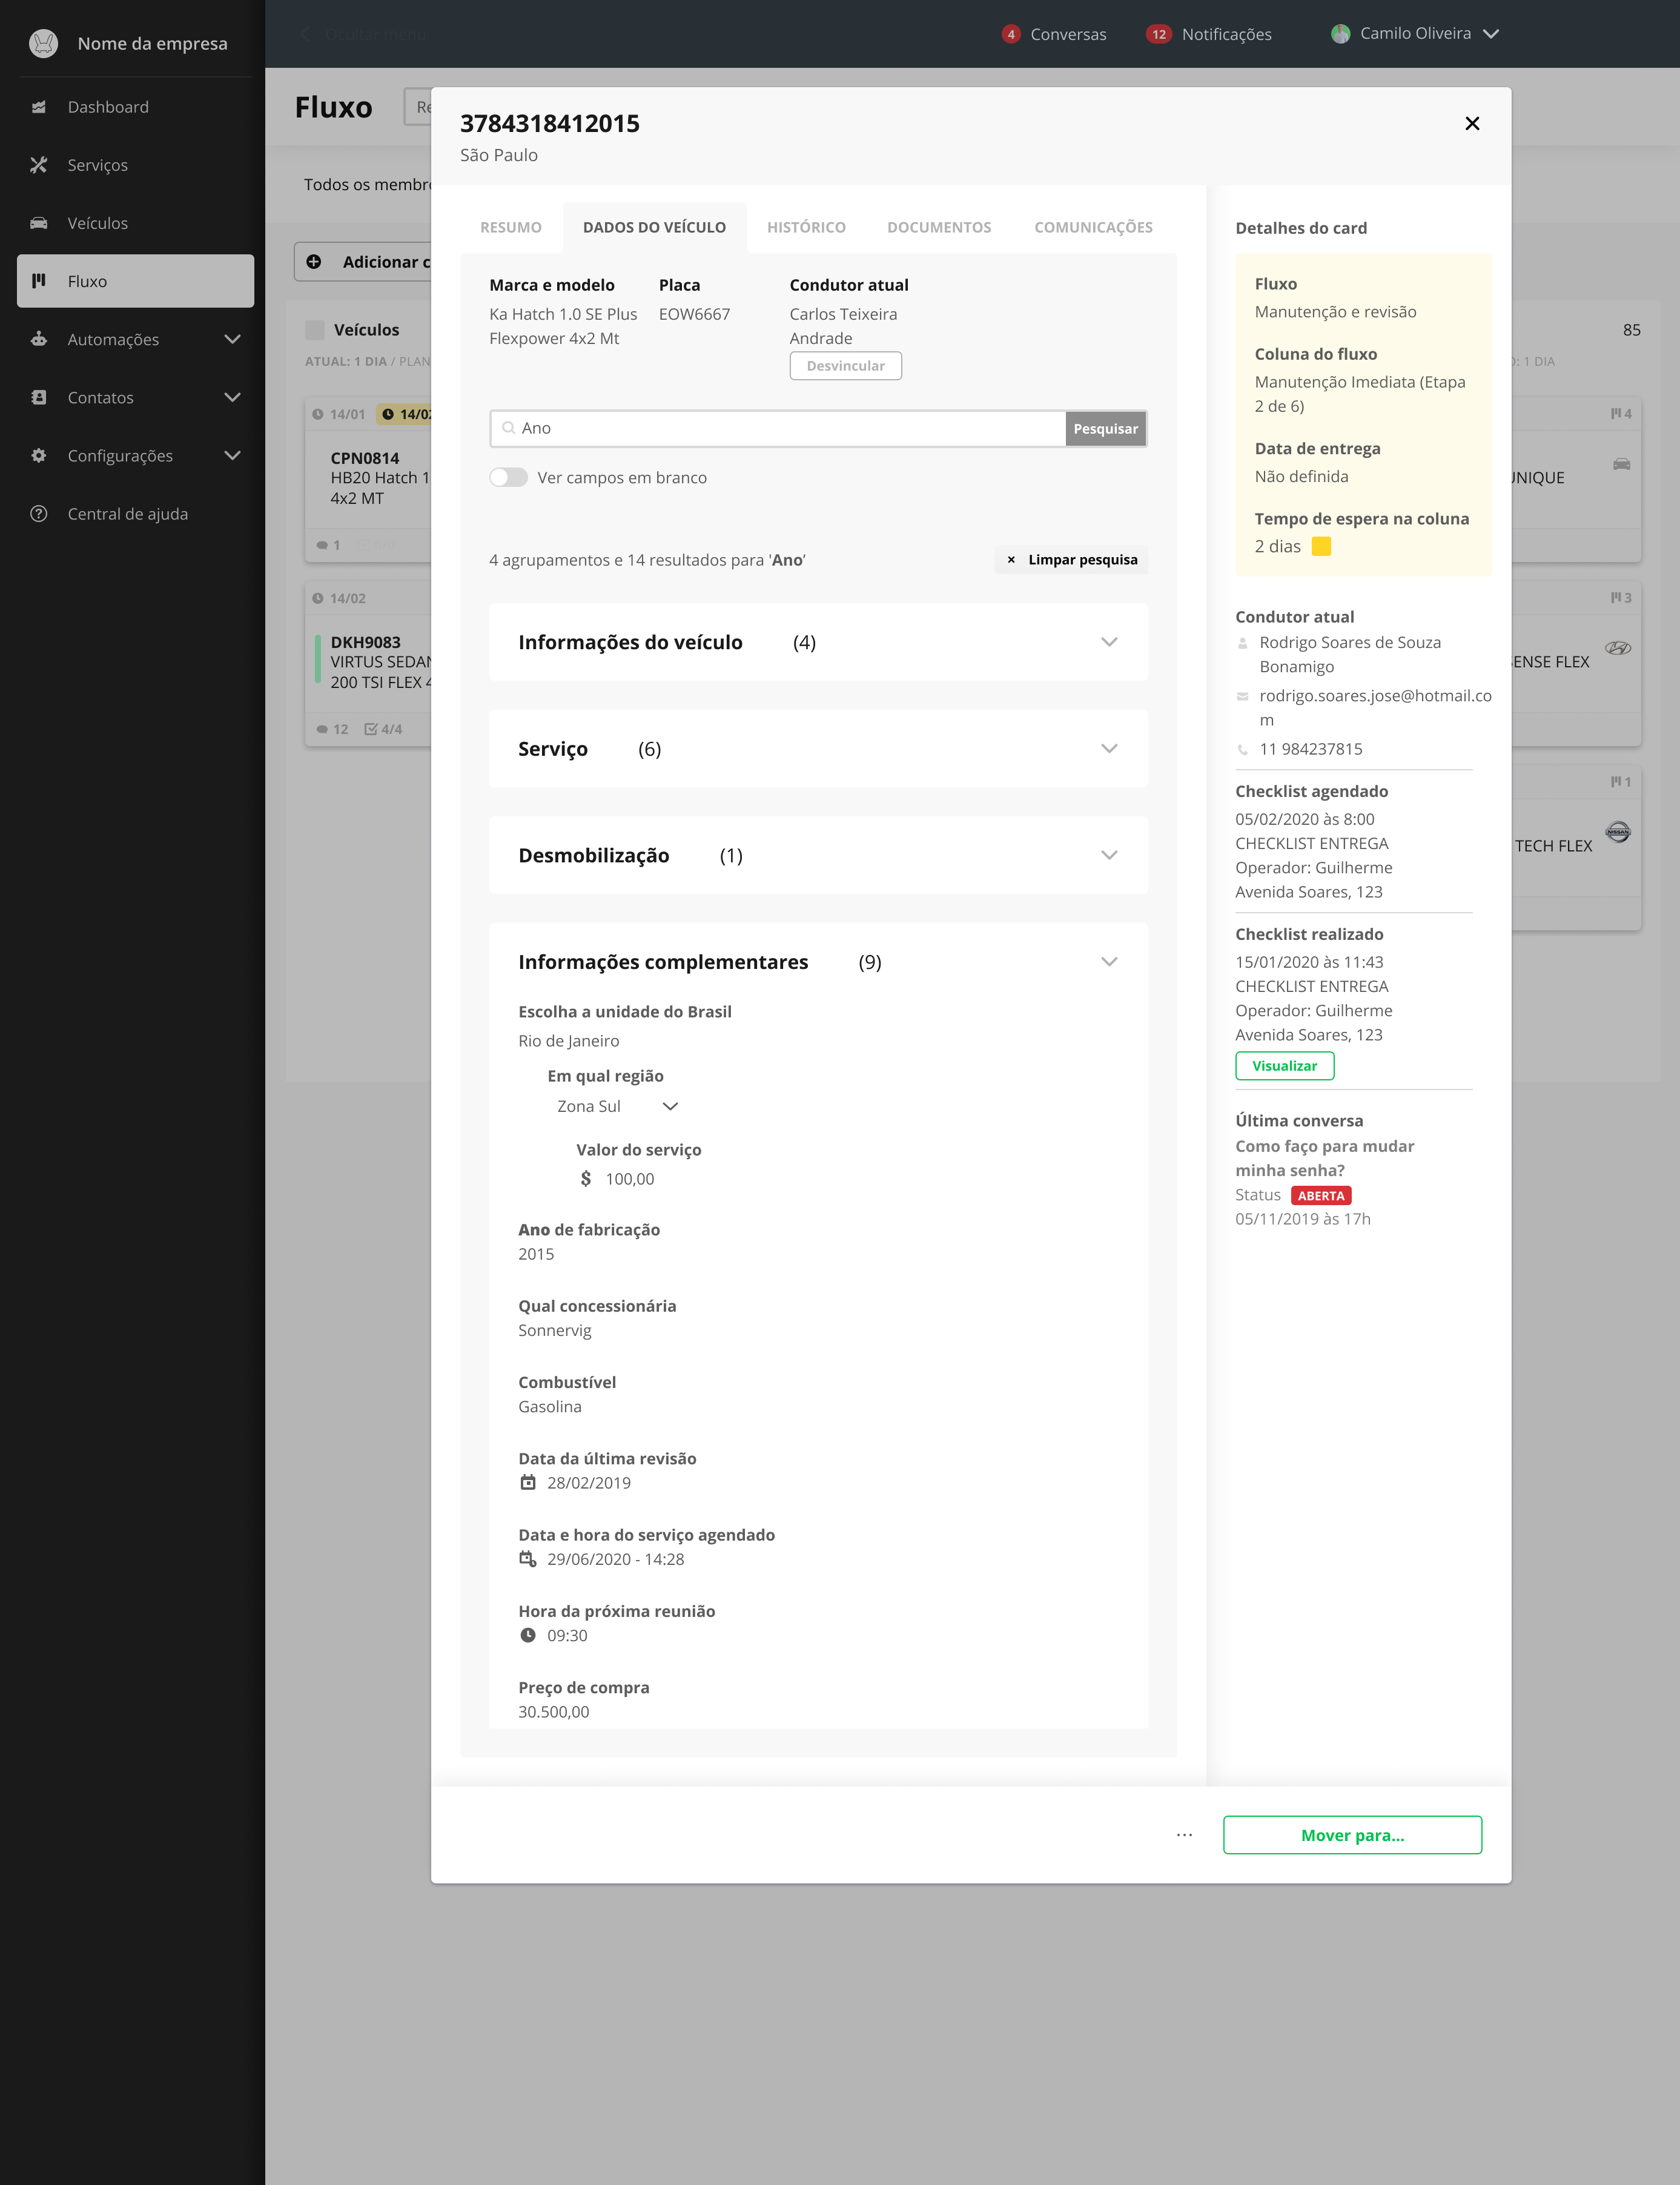 Nome da empresa
Dashboard
Serviços
Veículos
Fluxo
Automações
Contatos
Configurações
Central de ajuda
Ocultar menu
4 Conversas
12 Notificações
Camilo Oliveira
Fluxo
Todos os
Veículos
ATUAL: 1 DIA /
14/01
CPN0814
HB20 Hatch
4x2 MT
1
14/02
DKH9083
VIRTUS
200 TSI FLEX
12 4/4
3784318412015
São Paulo
RESUMO
DADOS DO VEÍCULO
HISTÓRICO
DOCUMENTOS
COMUNICAÇÕES
Marca e modelo
Ka Hatch 1.0 SE Plus
Flexpower 4x2 Mt
Placa
EOW6667
Condutor atual
Carlos Teixeira
Andrade
Desvincular
Ano
Pesquisar
Ver campos em branco
4 agrupamentos e 14 resultados para 'Ano’
× Limpar pesquisa
Informações do veículo (4)
Serviço (6)
Desmobilização (1)
Informações complementares (9)
Escolha a unidade do Brasil
Rio de Janeiro
Em qual região
Zona Sul
Valor do serviço
$ 100,00
Ano de fabricação
2015
Qual concessionária
Sonnervig
Combustível
Gasolina
Data da última revisão
28/02/2019
Data e hora do serviço agendado
29/06/2020 - 14:28
Hora da próxima reunião
09:30
Preço de compra
30.500,00
Detalhes do card
Fluxo
Manutenção e revisão
Coluna do fluxo
Manutenção Imediata (Etapa
2 de 6)
Data de entrega
Não definida
Tempo de espera na coluna
2 dias
Condutor atual
Rodrigo Soares de Souza
Bonamigo
rodrigo.soares.jose@hotmail.co
m
11 984237815
Checklist agendado
05/02/2020 às 8:00
CHECKLIST ENTREGA
Operador: Guilherme
Avenida Soares, 123
Checklist realizado
15/01/2020 às 11:43
CHECKLIST ENTREGA
Operador: Guilherme
Avenida Soares, 123
Visualizar
Última conversa
Como faço para mudar
minha senha?
Status ABERTA
05/11/2019 às 17h
... Mover para...
85
1 DIA
4
UNIQUE
3
FLEX
1
TECH FLEX
NISSAN